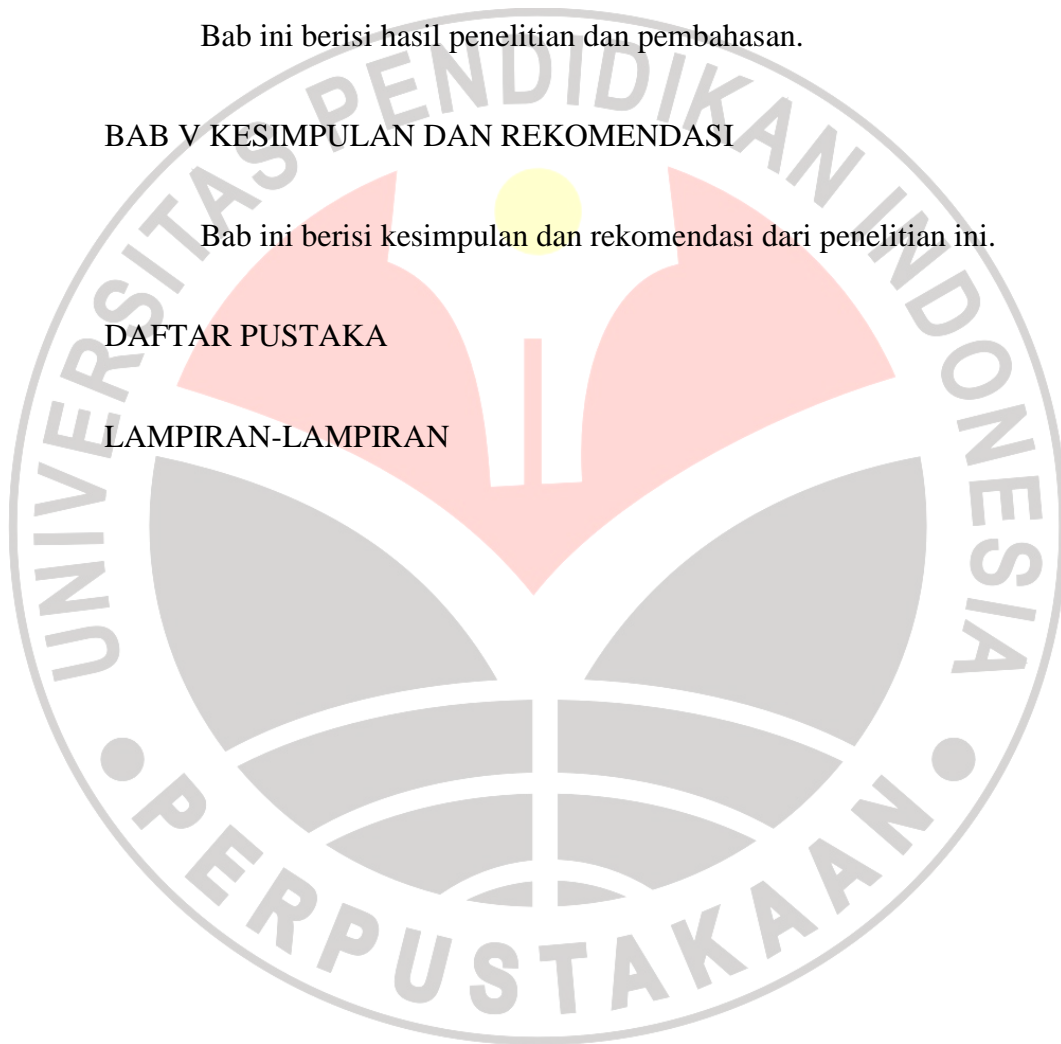 Bab ini berisi hasil penelitian dan pembahasan.
BAB V KESIMPULAN DAN REKOMENDASI
Bab ini berisi kesimpulan dan rekomendasi dari penelitian ini.
DAFTAR PUSTAKA
LAMPIRAN-LAMPIRAN
UNIVERSITAS PENDIDIKAN INDONESIA
PERPUSTAKAAN